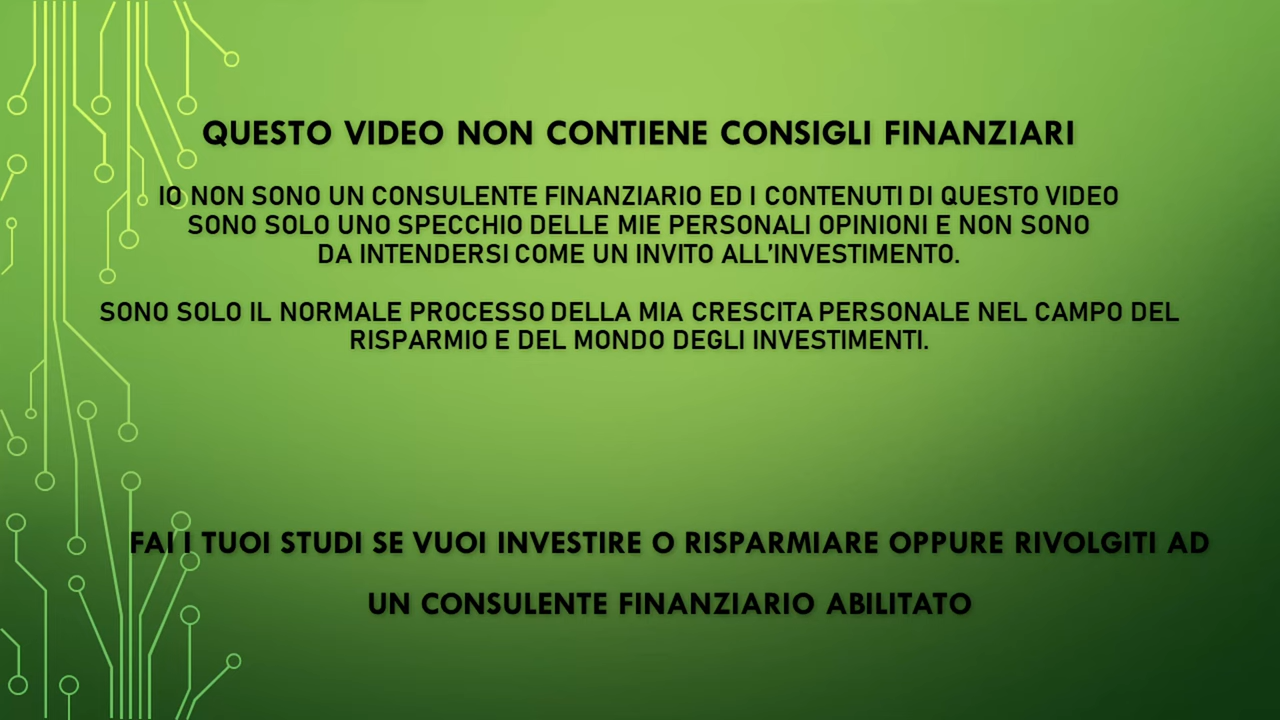 QUESTO VIDEO NON CONTIENE CONSIGLI FINANZIARI
IO NON SONO UN CONSULENTE FINANZIARIO ED I CONTENUTI DI QUESTO VIDEO
SONO SOLO UNO SPECCHIO DELLE MIE PERSONALI OPINIONI E NON SONO
DA INTENDERSI COME UN INVITO ALL'INVESTIMENTO.
SONO SOLO IL NORMALE PROCESSO DELLA MIA CRESCITA PERSONALE NEL CAMPO DEL
RISPARMIO E DEL MONDO DEGLI INVESTIMENTI.
FAI I TUOI STUDI SE VUOI INVESTIRE O RISPARMIARE OPPURE RIVOLGITI AD
UN CONSULENTE FINANZIARIO ABILITATO